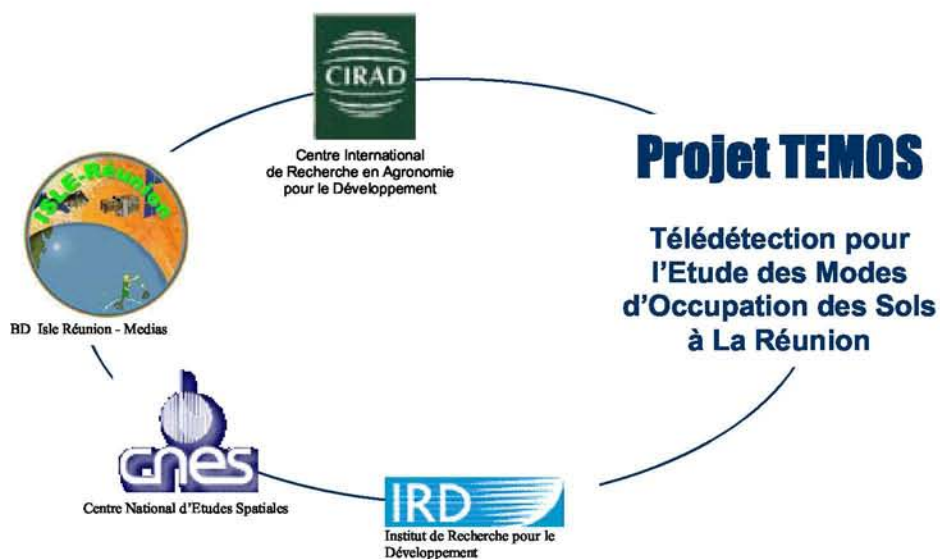 CIRAD
Centre International
de Recherche en Agronomie
pour le Développement
Projet TEMOS
Télédétection pour
l'Etude des Modes
d'Occupation des Sols
à La Réunion
ISLE-Réunion
BD Isle Réunion - Medias
cnes
Centre National d'Etudes Spatiales
IRD
Institut de Recherche pour le
Développement